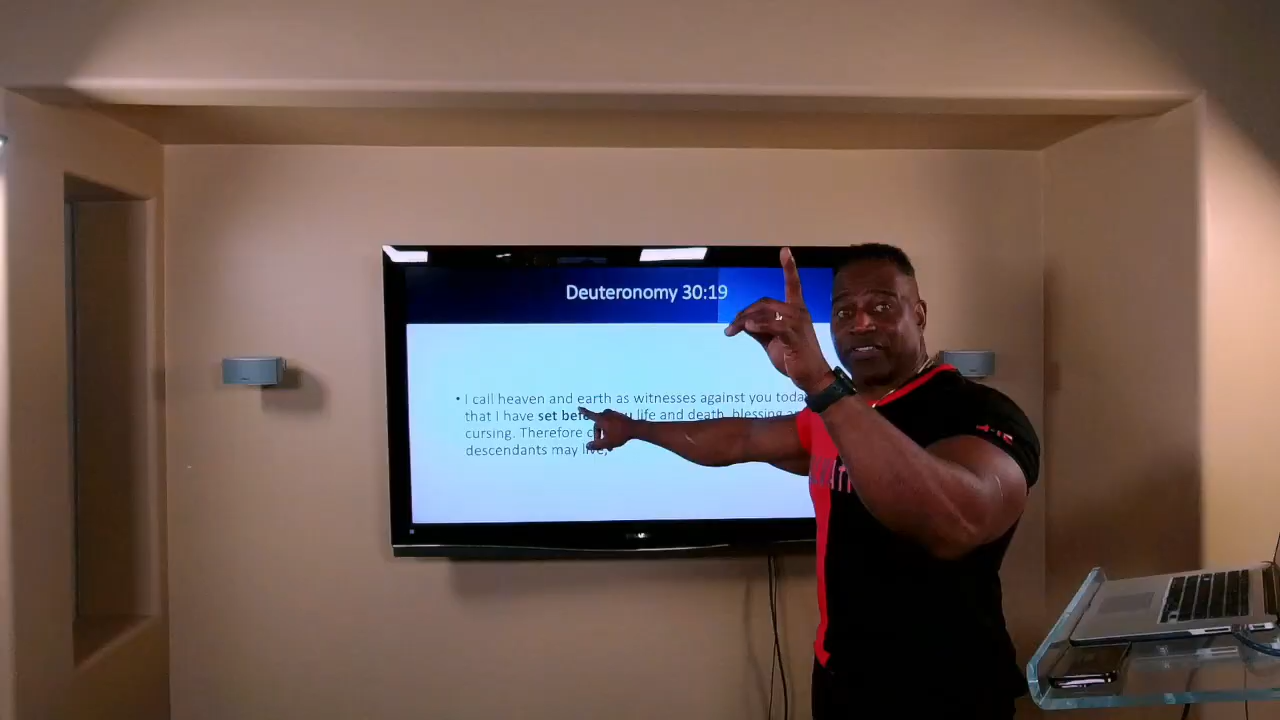 Deuteronomy 30:19
• I call heaven and earth as witnesses against you
that I have set life and death, blessing
cursing. Therefore
descendants may live,